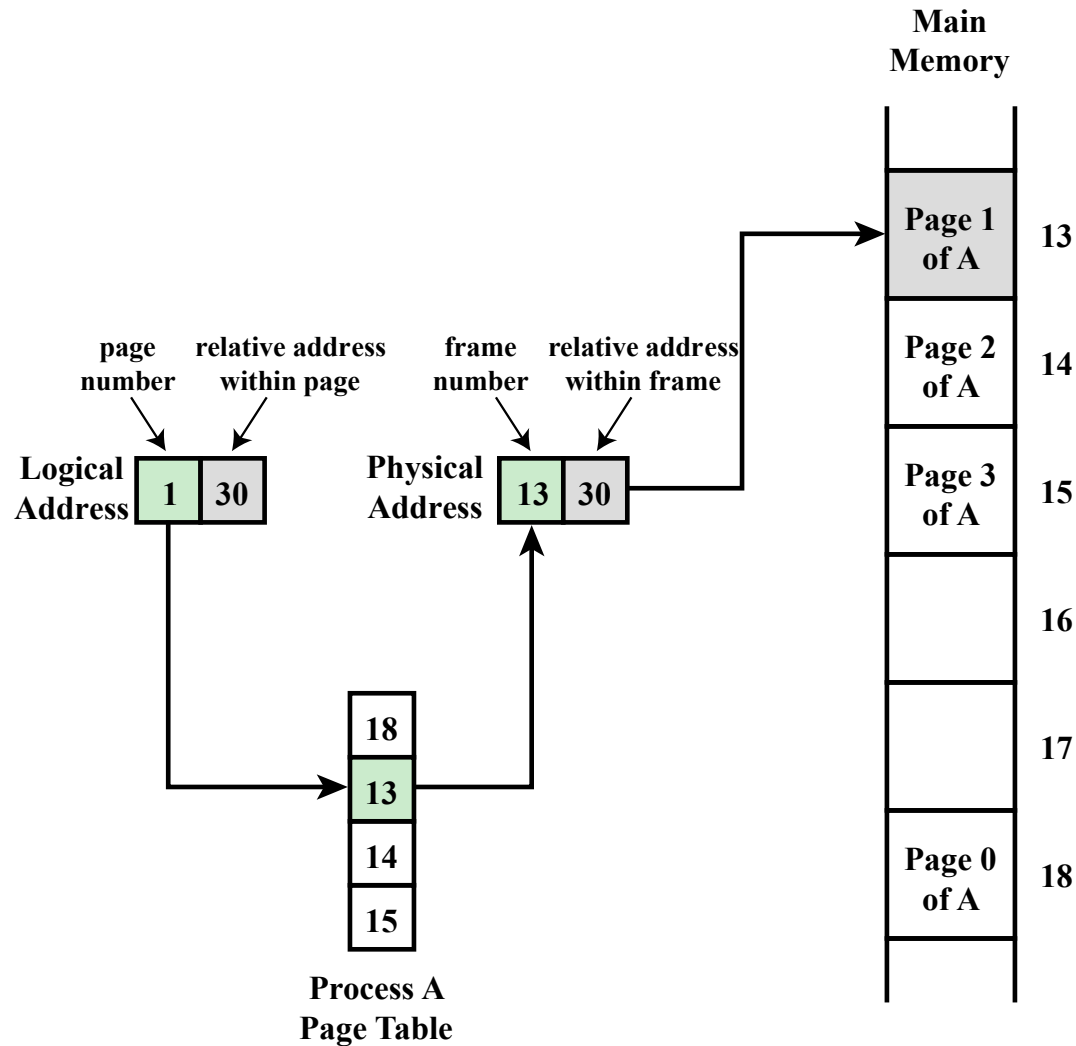 Main
Memory
Page 1
of A
13
Page 2
of A
14
Page 3
of A
15
16
17
Page 0
of A
18
page
number
relative address
within page
frame
number
relative address
within frame
Logical
Address
1
30
Physical
Address
13
30
18
13
14
15
Process A
Page Table